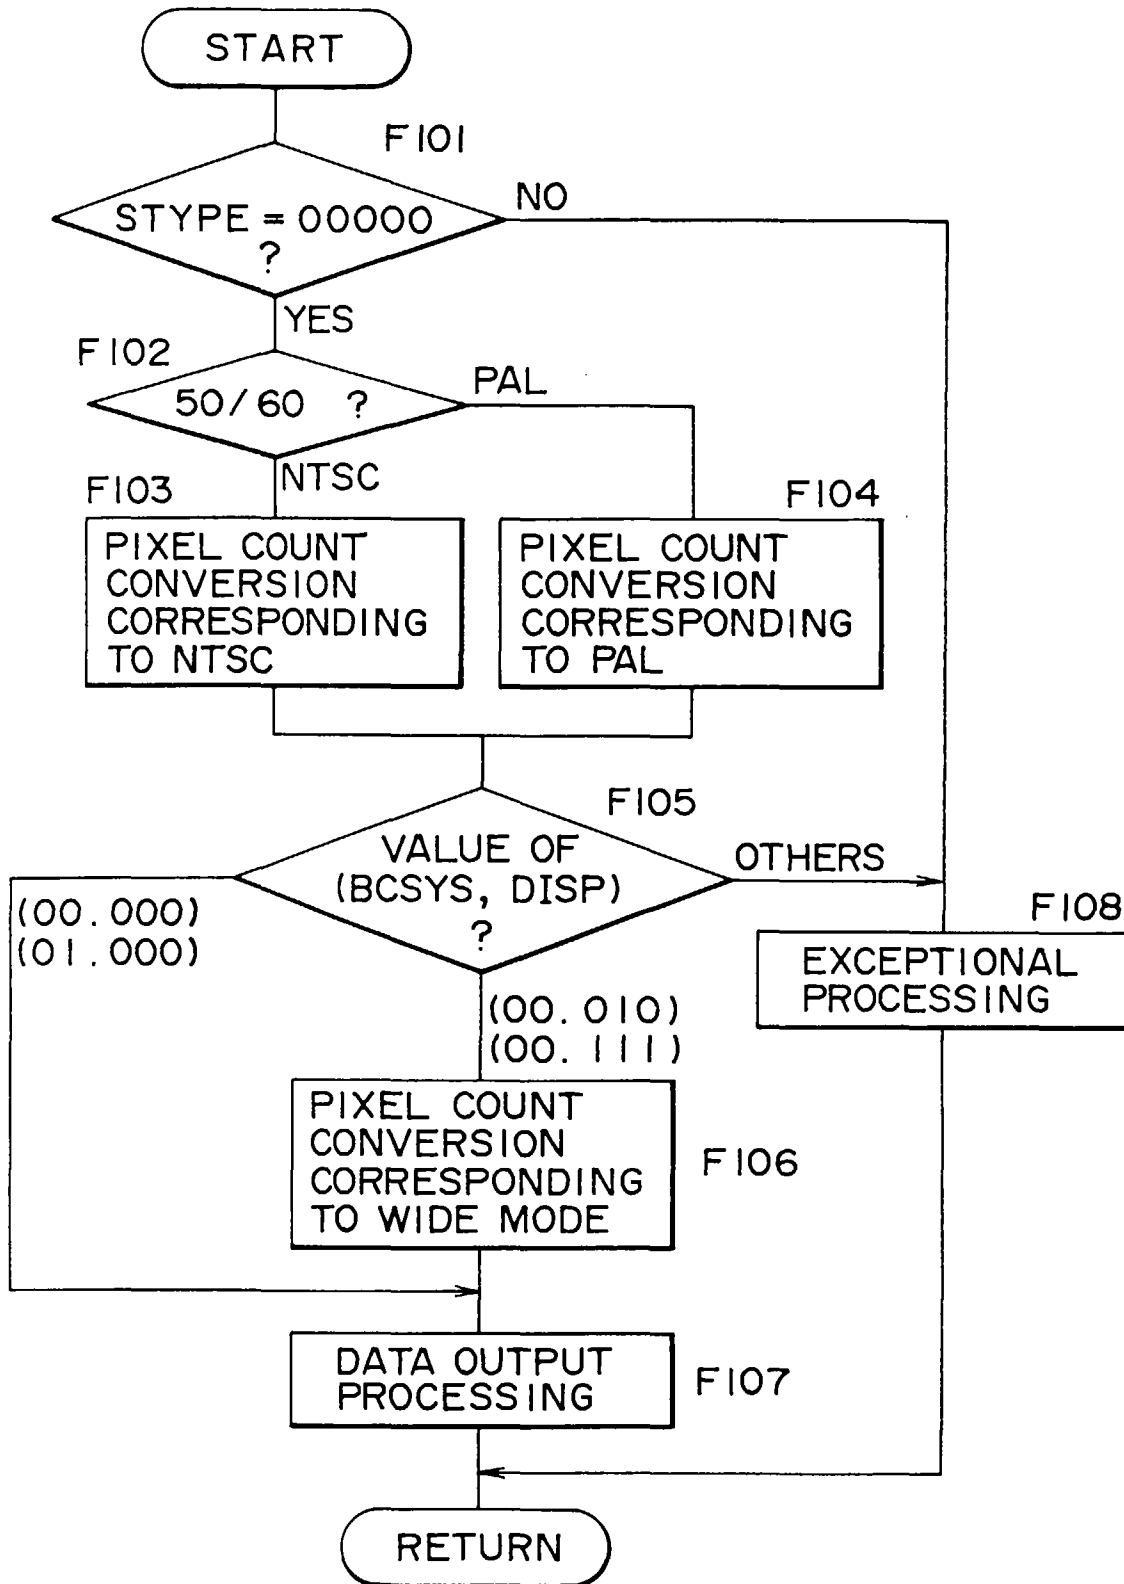 START
F101
STYPE = 00000
?
NO
YES
F102
50/60 ?
PAL
NTSC
F103
PIXEL COUNT
CONVERSION
CORRESPONDING
TO NTSC
F104
PIXEL COUNT
CONVERSION
CORRESPONDING
TO PAL
F105
VALUE OF
(BCSYS, DISP)
?
OTHERS
(00.000)
(01.000)
F108
EXCEPTIONAL
PROCESSING
(00.010)
(00.111)
PIXEL COUNT
CONVERSION
CORRESPONDING
TO WIDE MODE
F106
DATA OUTPUT
PROCESSING
F107
RETURN